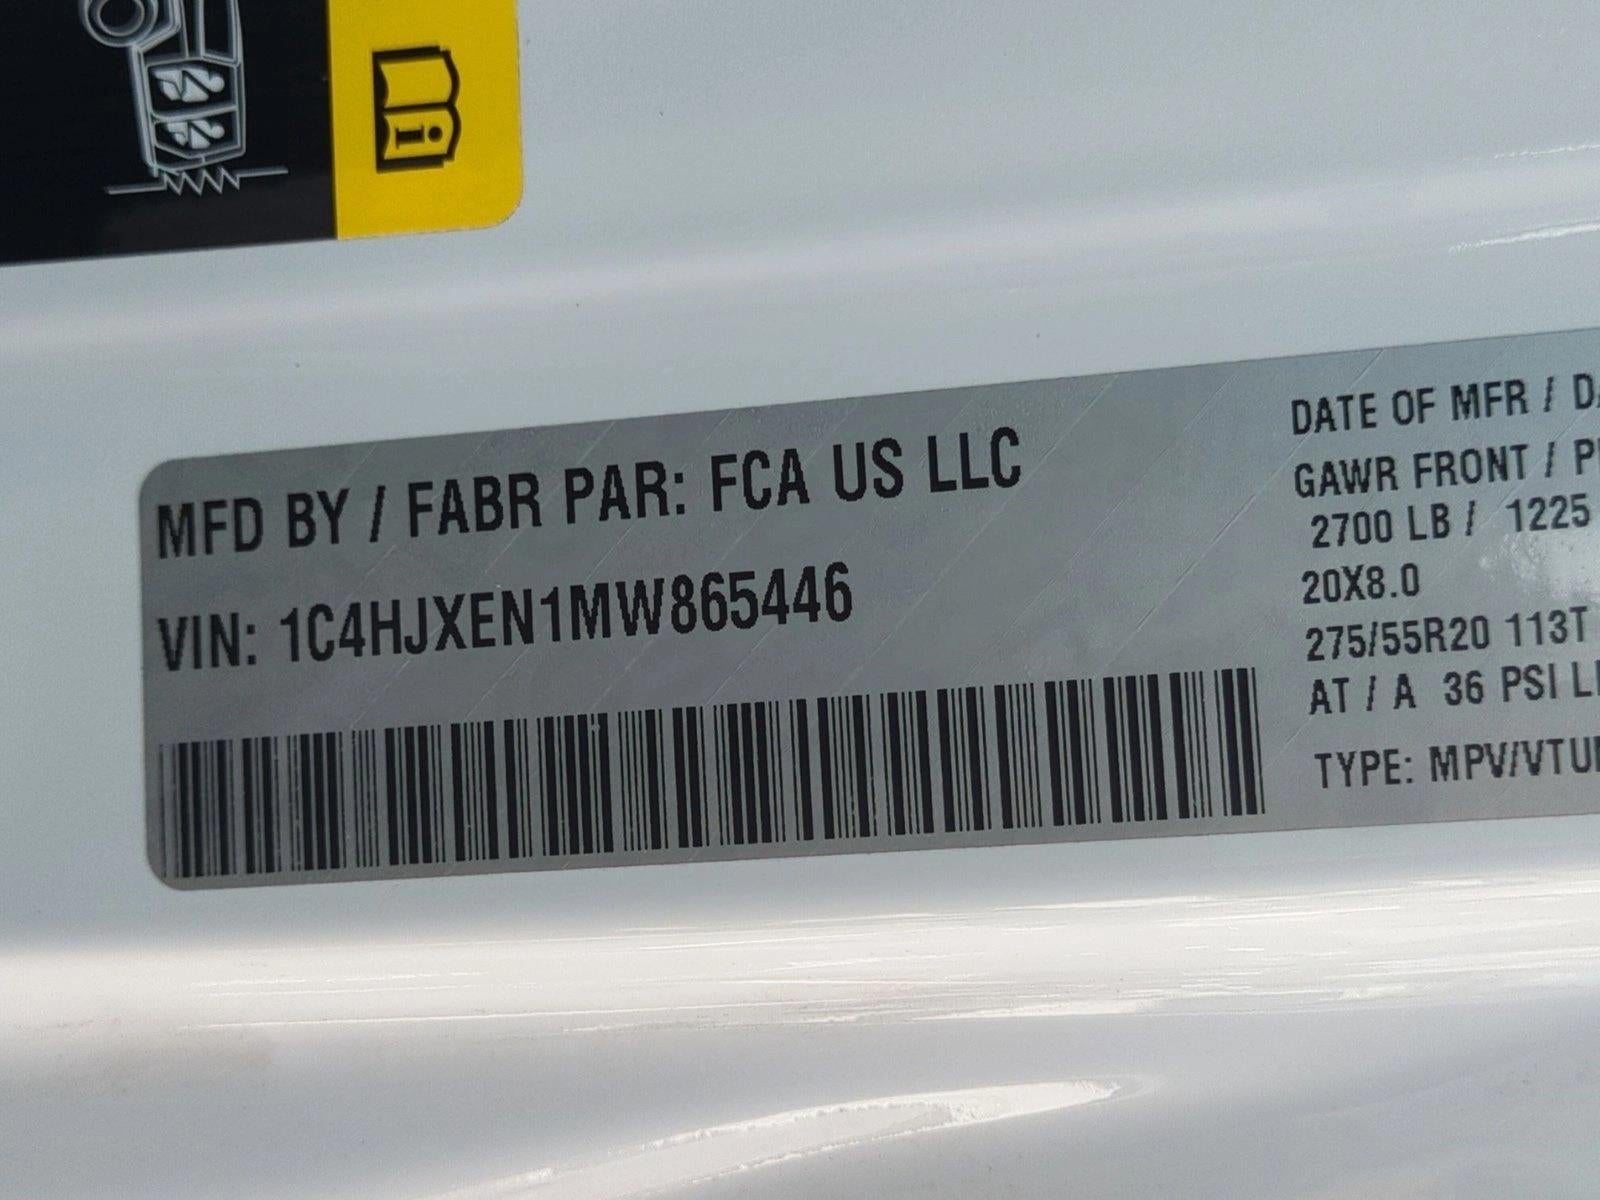 MFD BY / FABR PAR: FCA US LLC
VIN: 1C4HJXEN1MW865446
DATE OF MFR /
GAWR FRONT /
2700 LB / 1225
20X8.0
275/55R20 113T
AT / A 36 PSI
TYPE: MPV/VTUM